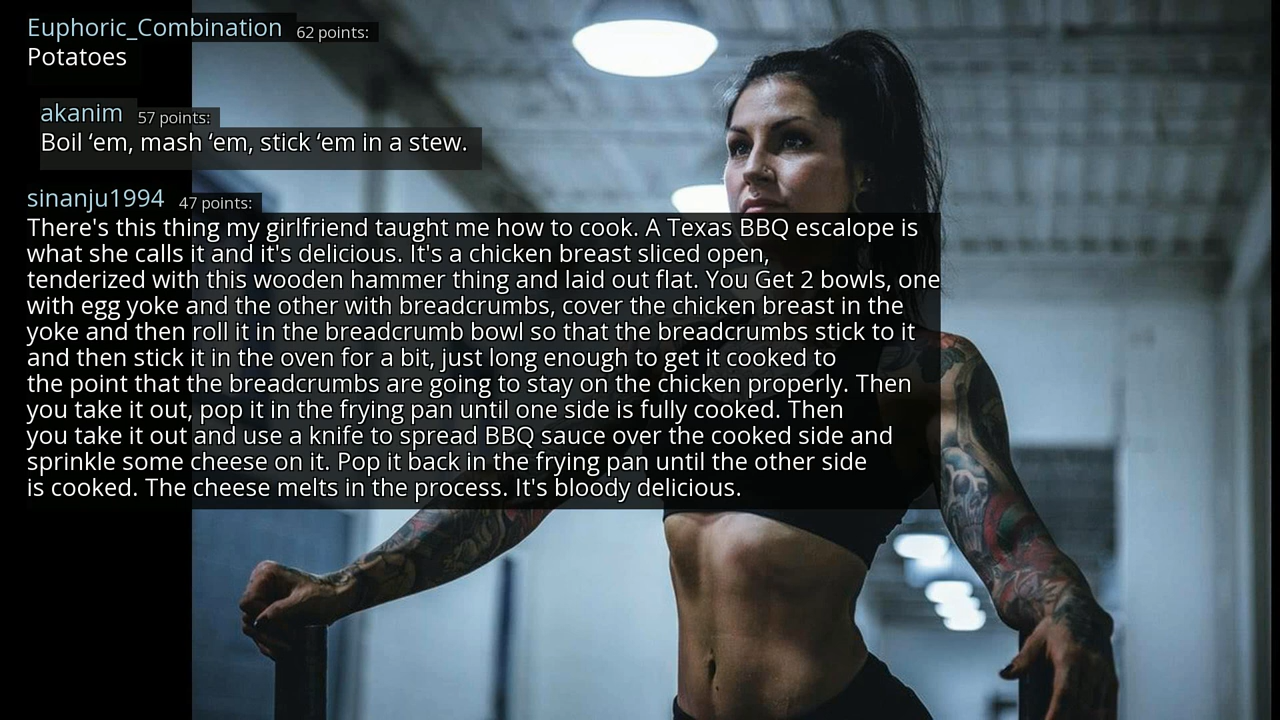 Euphoric_Combination 62 points:
Potatoes
akanim 57 points:
Boil ‘em, mash ‘em, stick ‘em in a stew.
sinanju1994 47 points:
There's this thing my girlfriend taught me how to cook. A Texas BBQ escalope is
what she calls it and it's delicious. It's a chicken breast sliced open,
tenderized with this wooden hammer thing and laid out flat. You Get 2 bowls, one
with egg yoke and the other with breadcrumbs, cover the chicken breast in the
yoke and then roll it in the breadcrumb bowl so that the breadcrumbs stick to it
and then stick it in the oven for a bit, just long enough to get it cooked to
the point that the breadcrumbs are going to stay on the chicken properly. Then
you take it out, pop it in the frying pan until one side is fully cooked. Then
you take it out and use a knife to spread BBQ sauce over the cooked side and
sprinkle some cheese on it. Pop it back in the frying pan until the other side
is cooked. The cheese melts in the process. It's bloody delicious.